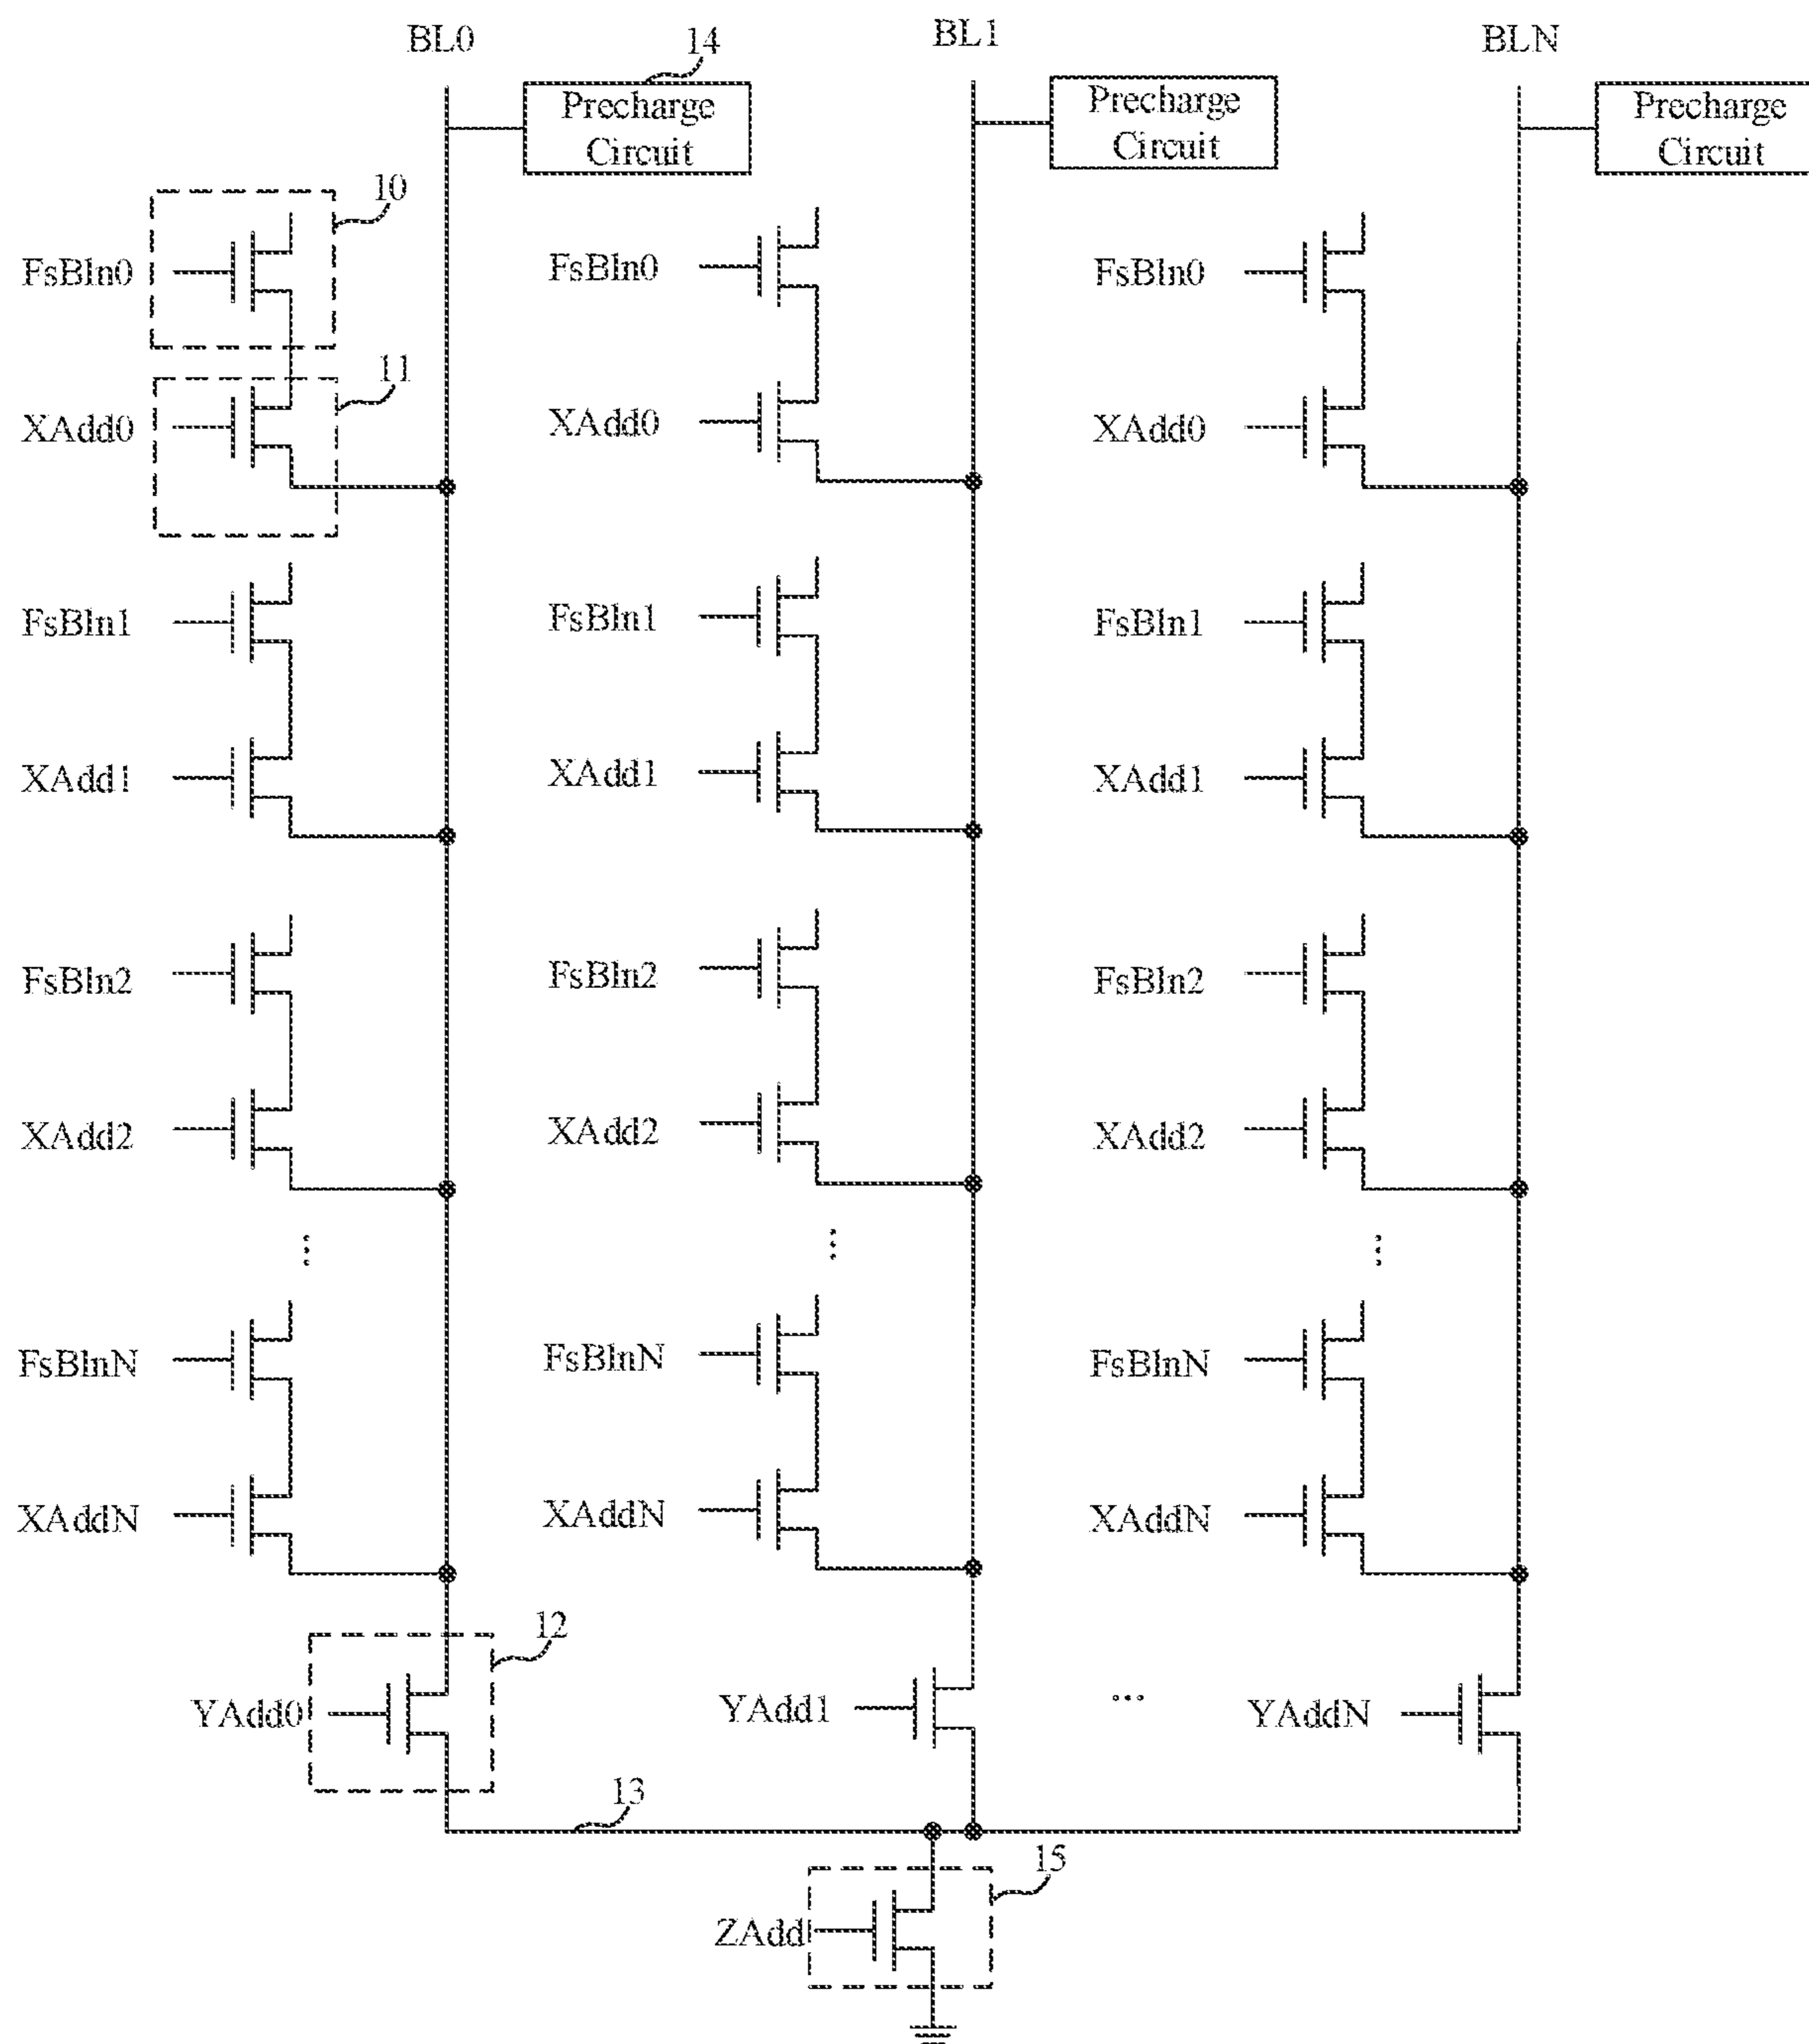 BL0
14
BL1
BLN
Precharge
Circuit
Precharge
Circuit
Precharge
Circuit
10
FsBln0
FsBln0
FsBln0
11
XAdd0
XAdd0
XAdd0
FsBln1
FsBln1
FsBln1
XAdd1
XAdd1
XAdd1
FsBln2
FsBln2
FsBln2
XAdd2
XAdd2
XAdd2
...
...
...
FsBlnN
FsBlnN
FsBlnN
XAddN
XAddN
XAddN
12
YAdd0
YAdd1
...
YAddN
13
15
ZAdd